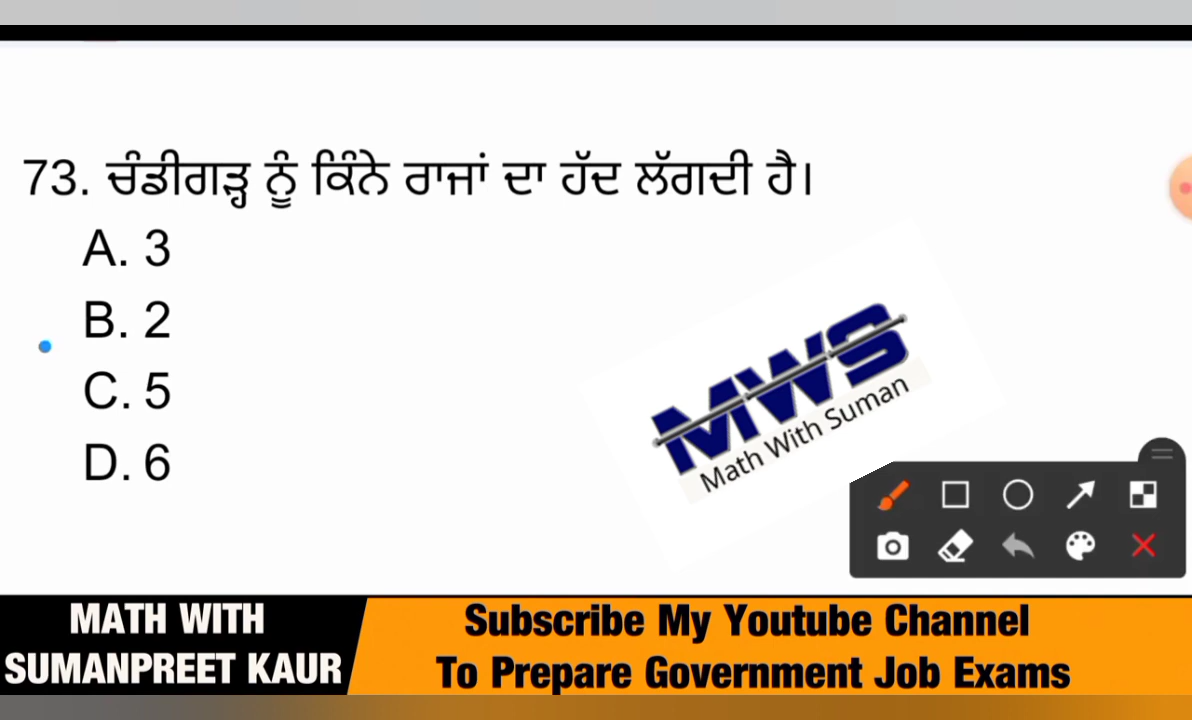 73. ਚੰਡੀਗੜ੍ਹ ਨੂੰ ਕਿੰਨੇ ਰਾਜਾਂ ਦਾ ਹੱਦ ਲੱਗਦੀ ਹੈ।
A. 3
B. 2
C. 5
D. 6
MWS
Math With Suman
MATH WITH
SUMANPREET KAUR
Subscribe My Youtube Channel
To Prepare Government Job Exams